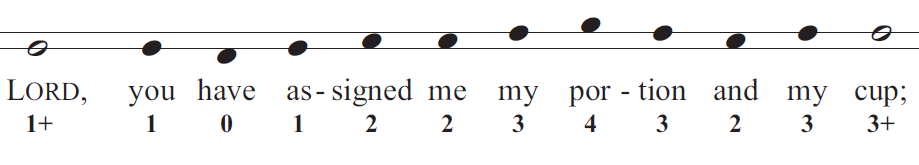 LORD, you have as - signed me my por - tion and my cup;
1+ 1 0 1 2 2 3 4 3 2 3 3+